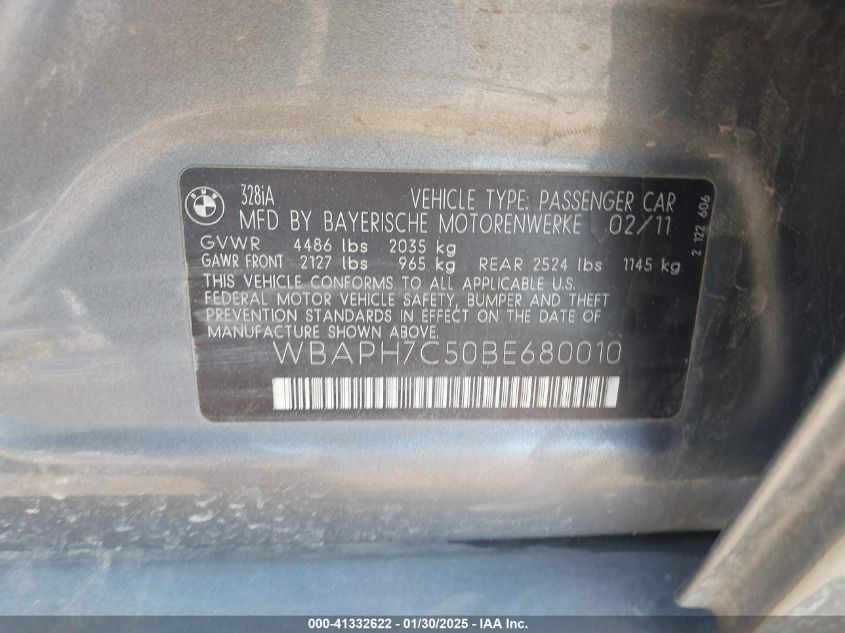 BMW
328iA
VEHICLE TYPE: PASSENGER CAR
MFD BY BAYERISCHE MOTORENWERKE 02/11
GVWR 4486 lbs 2035 kg
GAWR FRONT 2127 lbs 965 kg REAR 2524 lbs 1145 kg
THIS VEHICLE CONFORMS TO ALL APPLICABLE U.S.
FEDERAL MOTOR VEHICLE SAFETY, BUMPER AND THEFT
PREVENTION STANDARDS IN EFFECT ON THE DATE OF
MANUFACTURE SHOWN ABOVE.
WBAPH7C50BE680010
2 122 606
000-41332622 - 01/30/2025 - IAA Inc.